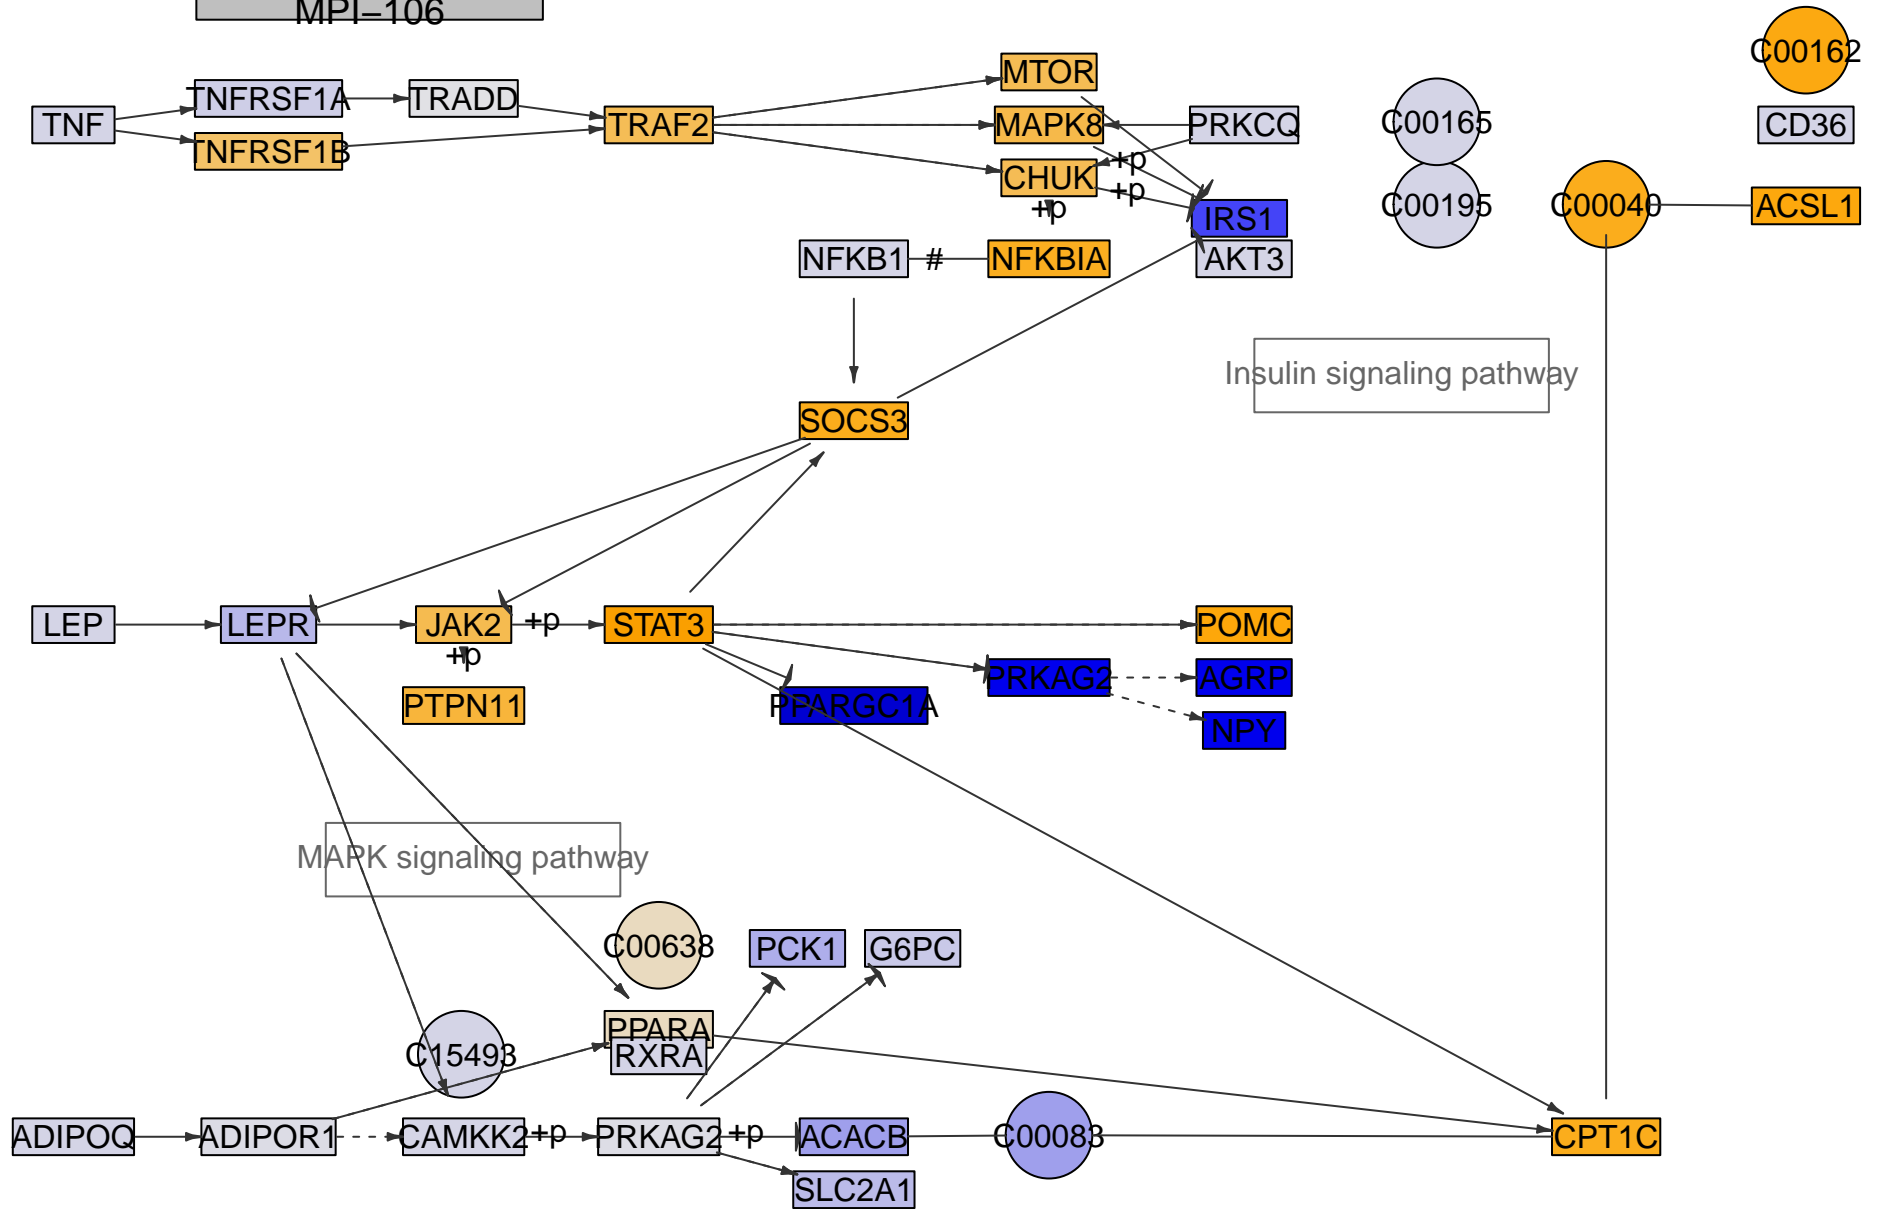 MPI–106
C00162
TNF
TNFRSF1A
TRADD
TNFRSF1B
TRAF2
MTOR
MAPK8
PRKCQ
C00165
CD36
CHUK
+p
+p
+p
IRS1
C00195
C00040
ACSL1
NFKB1
#
NFKBIA
AKT3
Insulin signaling pathway
SOCS3
LEP
LEPR
JAK2
+p
STAT3
POMC
+p
PRKAG2
AGRP
PTPN11
PPARGC1A
NPY
MAPK signaling pathway
C00638
PCK1
G6PC
PPARA
RXRA
C15493
ADIPOQ
ADIPOR1
CAMKK2
+p
PRKAG2
+p
ACACB
C00083
CPT1C
SLC2A1